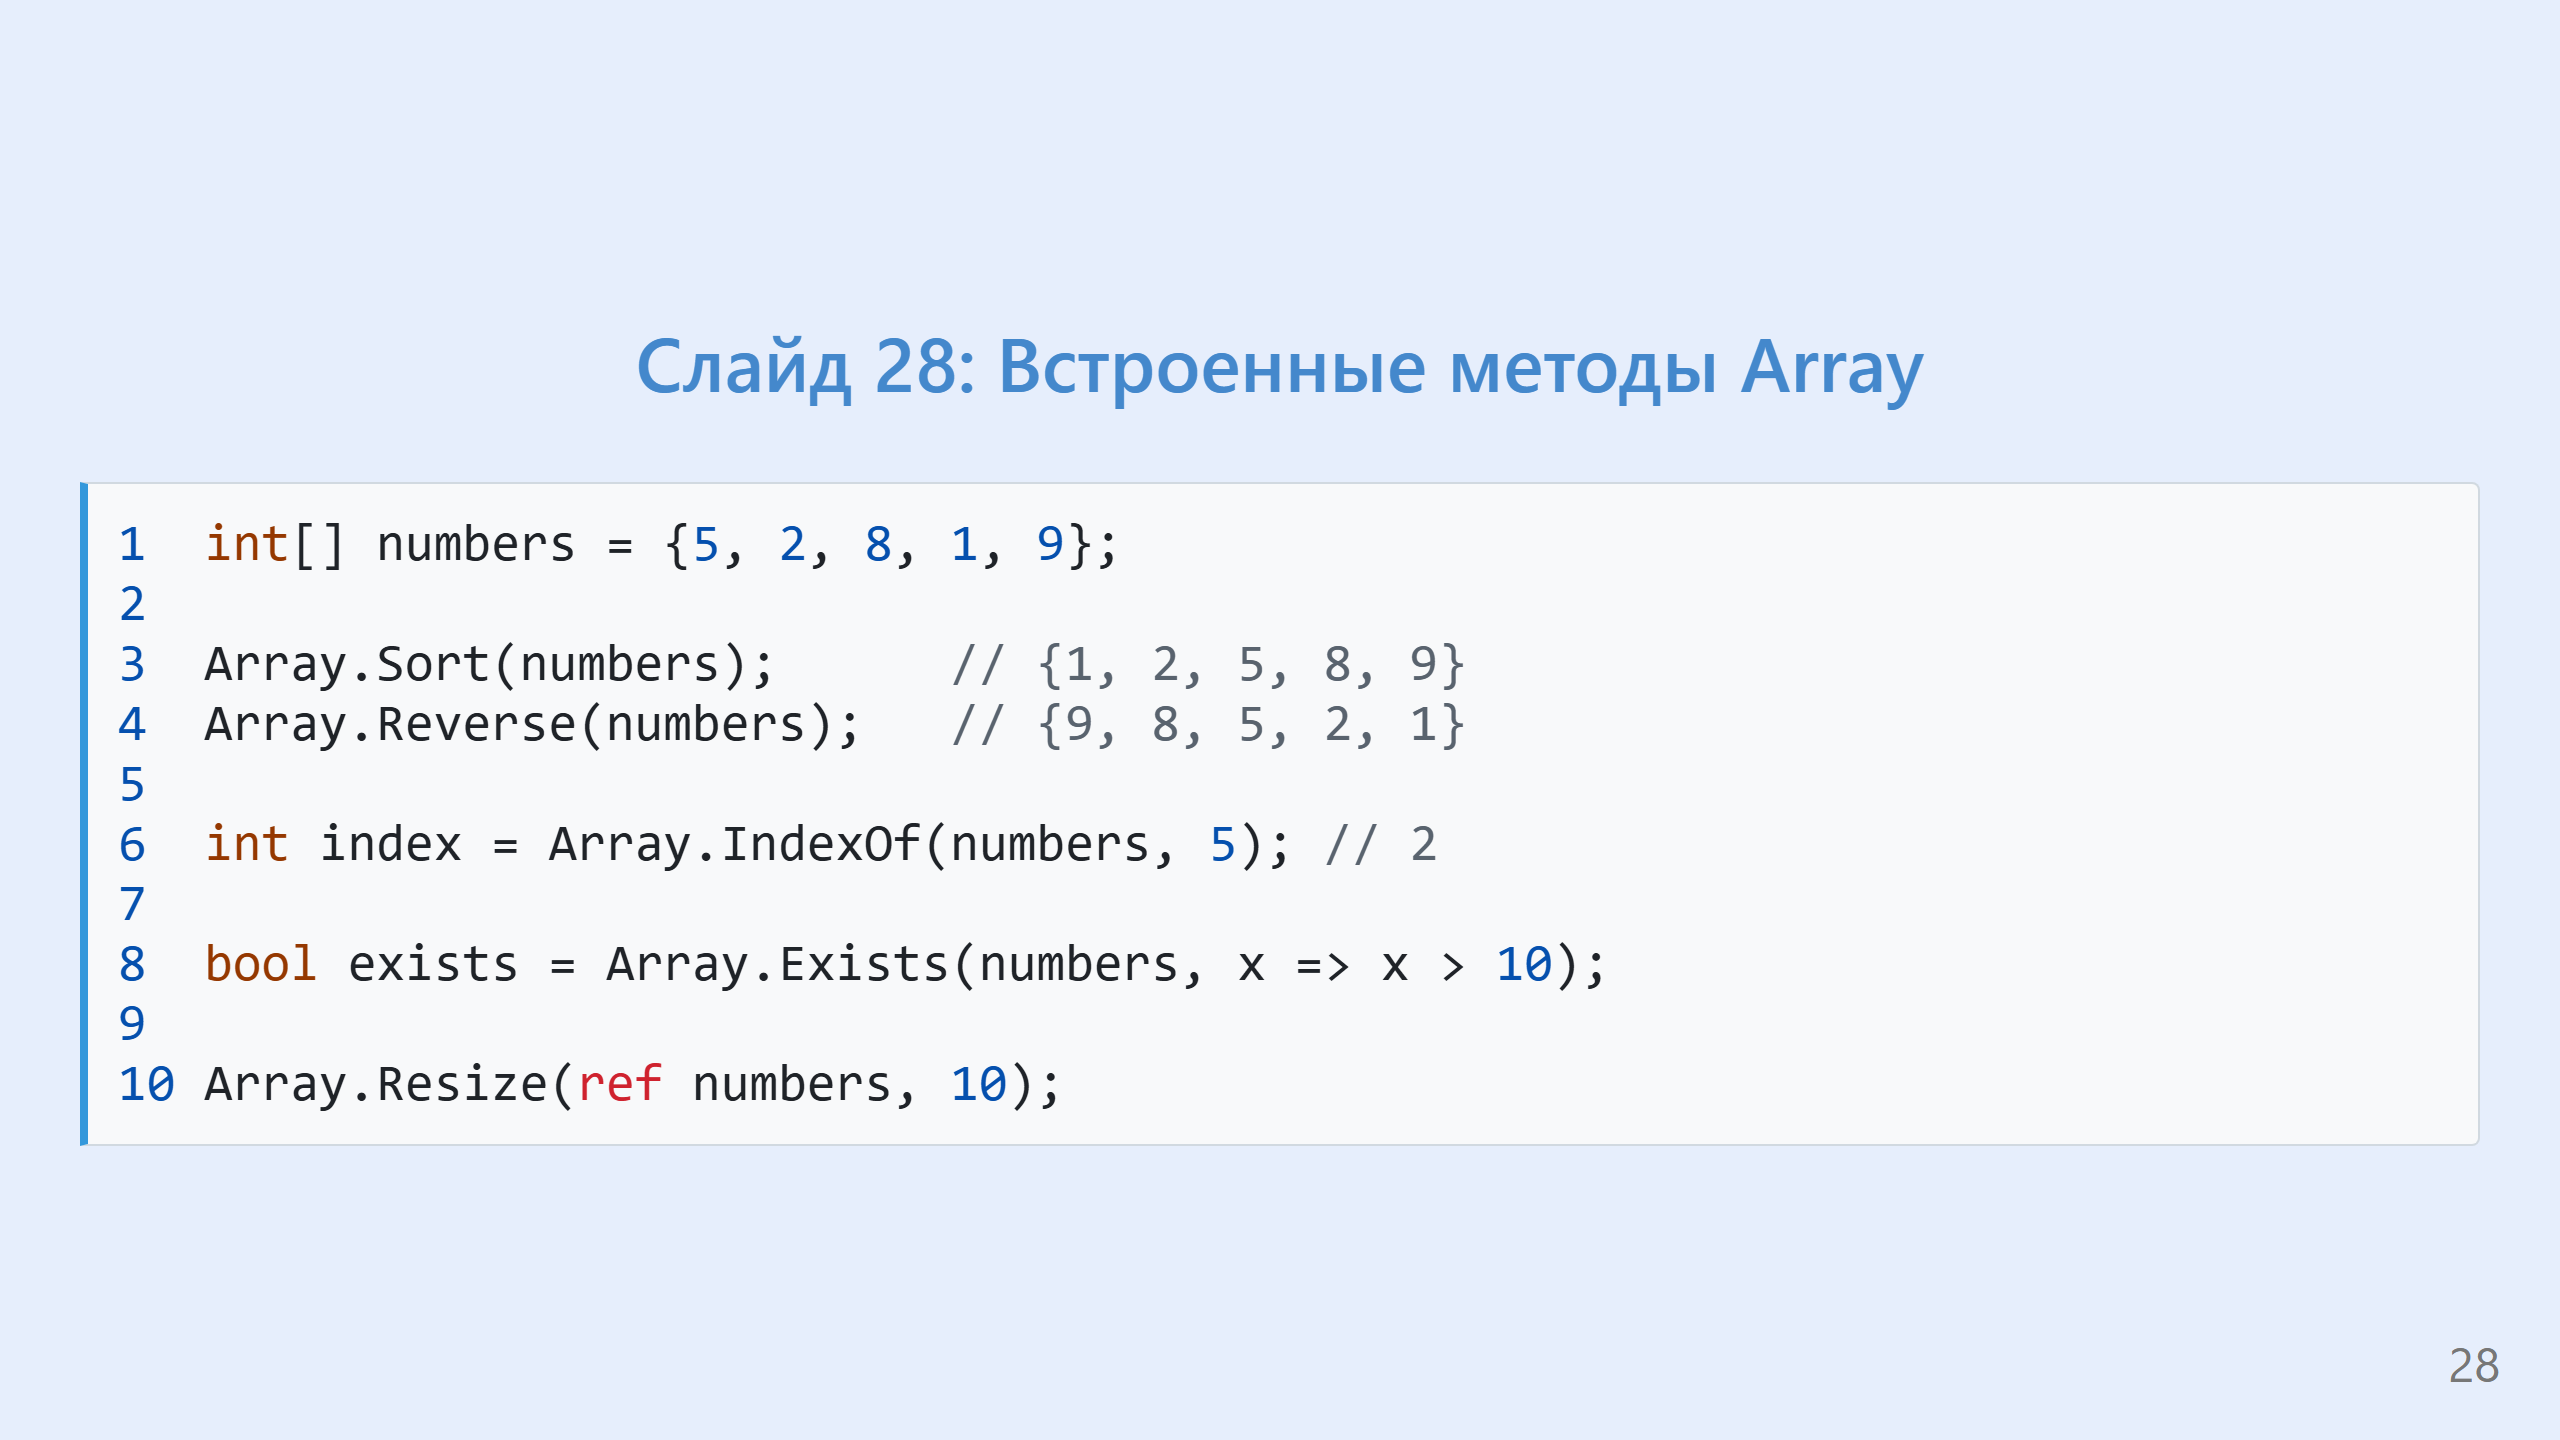 Слайд 28: Встроенные методы Array
1 int[] numbers = {5, 2, 8, 1, 9};
2
3 Array.Sort(numbers);      // {1, 2, 5, 8, 9}
4 Array.Reverse(numbers);   // {9, 8, 5, 2, 1}
5
6 int index = Array.IndexOf(numbers, 5); // 2
7
8 bool exists = Array.Exists(numbers, x => x > 10);
9
10 Array.Resize(ref numbers, 10);
28